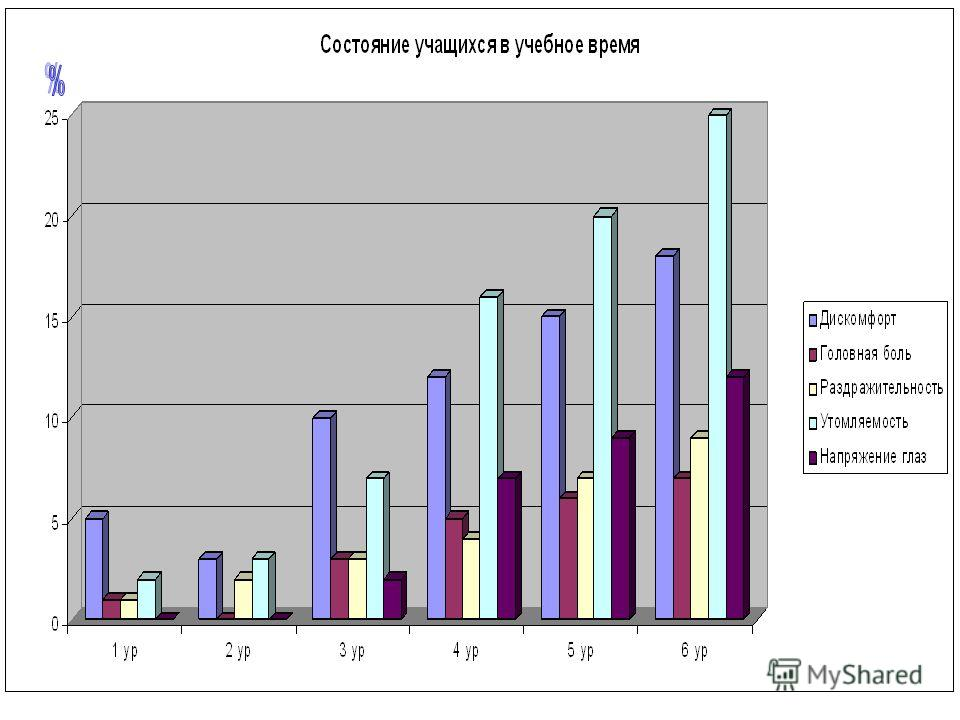 Состояние учащихся в учебное время
%
25
20
15
10
5
0
1 ур 2 ур 3 ур 4 ур 5 ур 6 ур
Дискомфорт
Головная боль
Раздражительность
Утомляемость
Напряжение глаз
MyShared